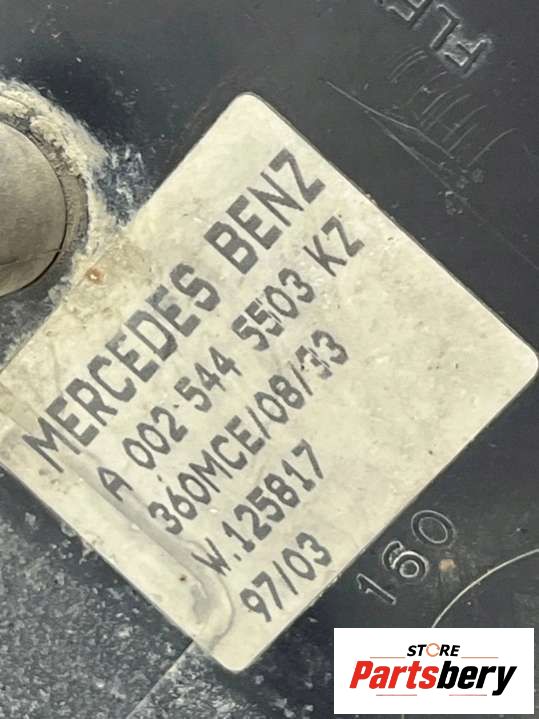 MERCEDES BENZ
A 002 544 5503 KZ
360MCE/08/33
W.125817
97/03
160
STORE
Partsbery